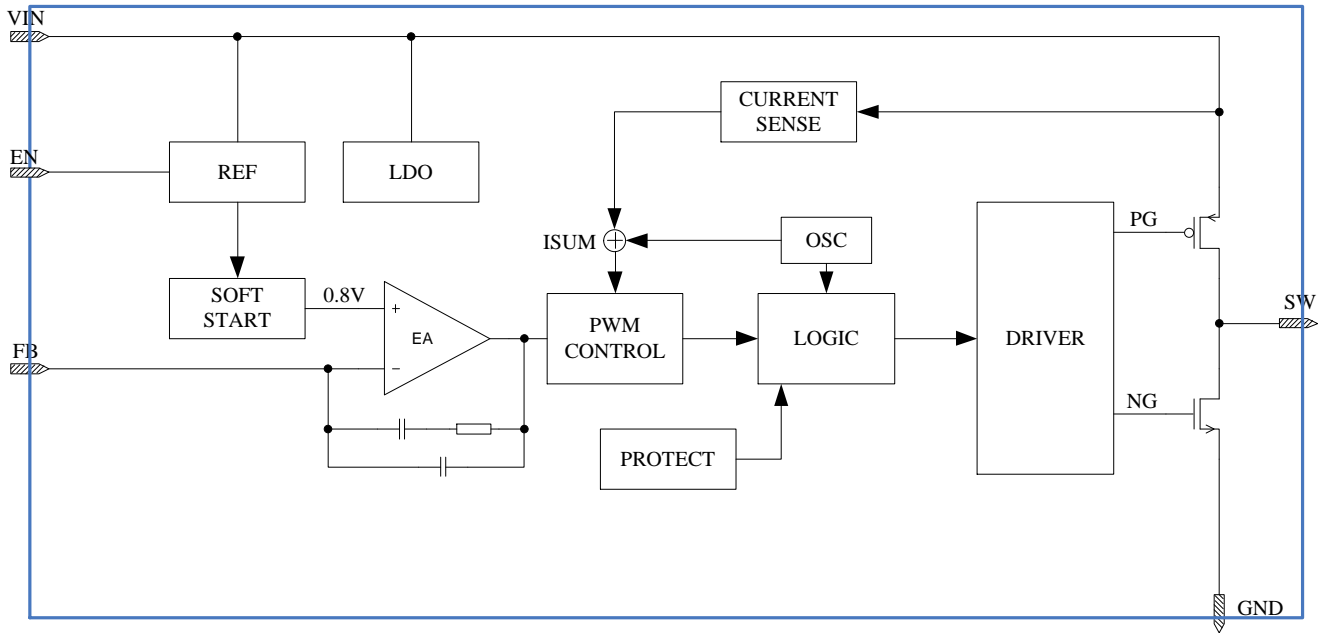 VIN
CURRENT
SENSE
EN
REF
LDO
PG
ISUM
OSC
SOFT
START
0.8V
+
EA
−
PWM
CONTROL
LOGIC
DRIVER
SW
FB
NG
PROTECT
GND